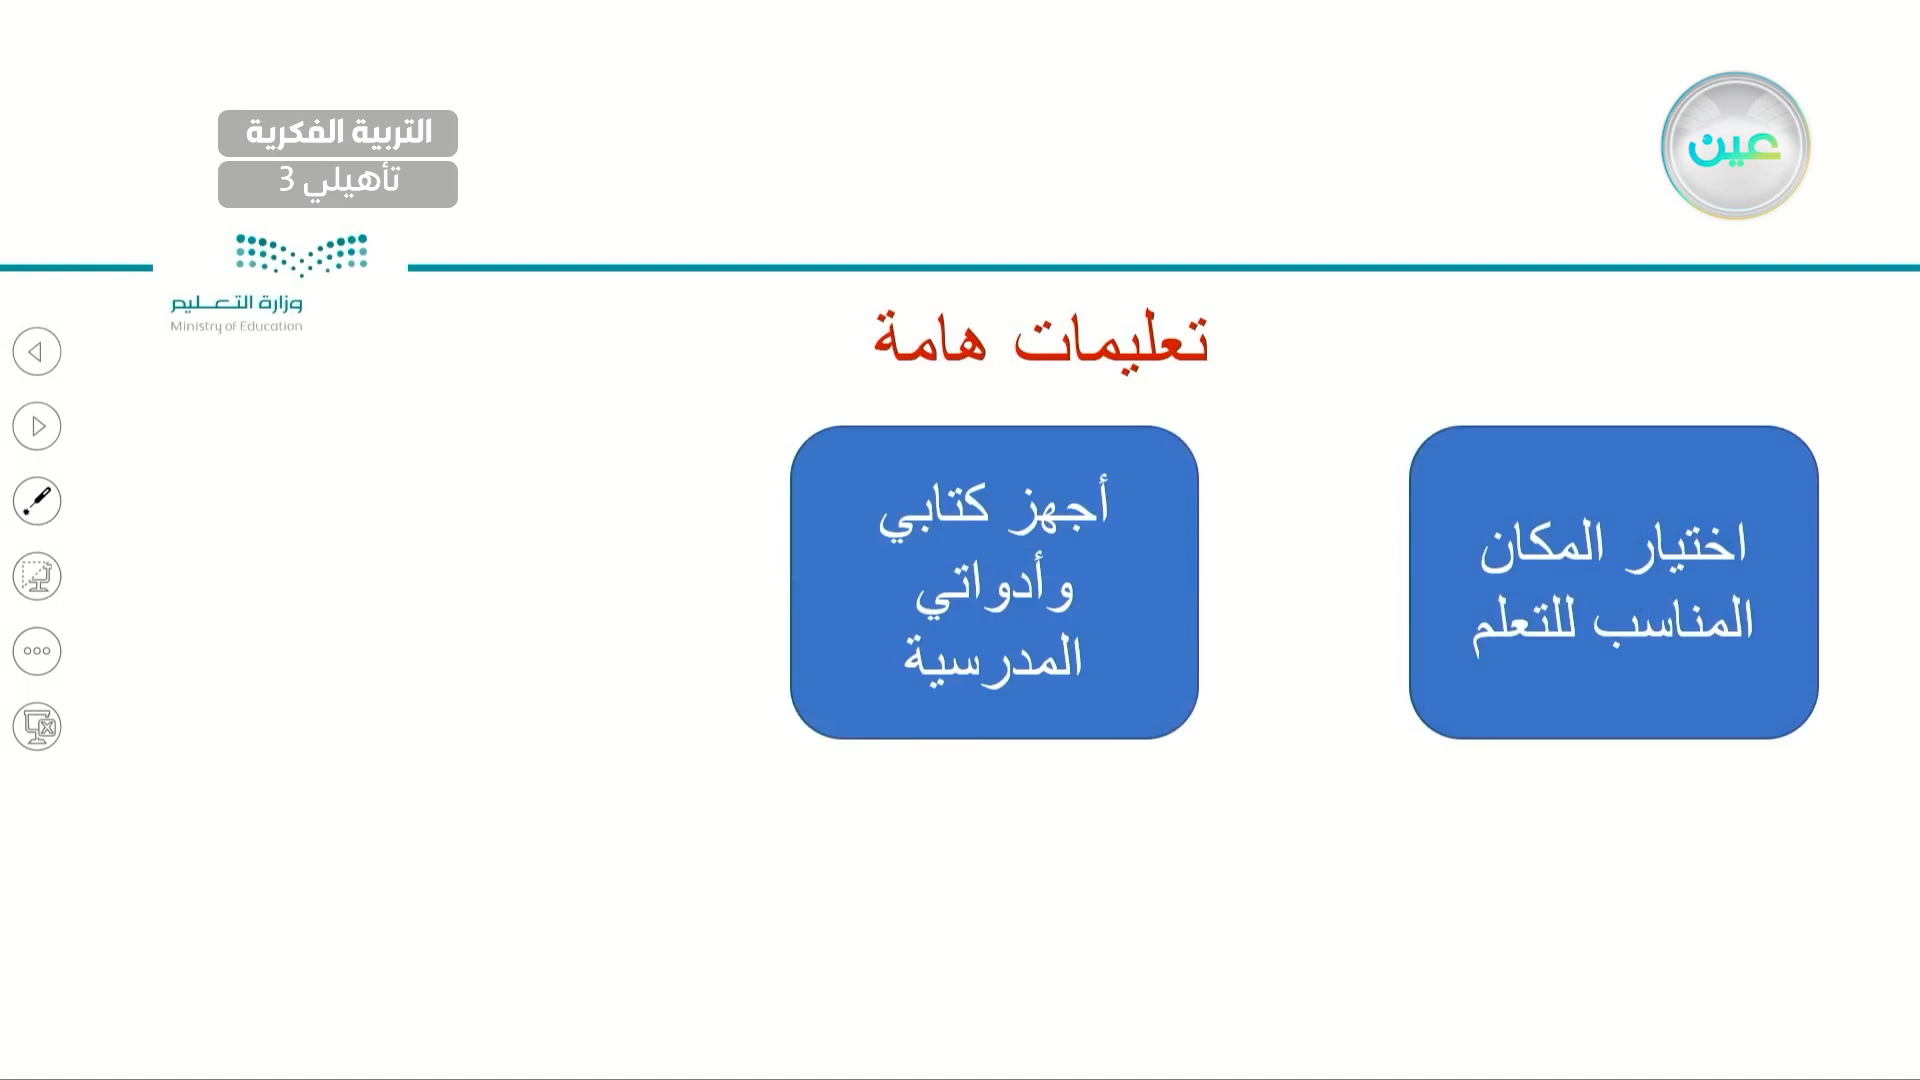 التربية الفكرية
تأهيلي 3
عين
وزارة التعليم
Ministry of Education
تعليمات هامة
اختيار المكان
المناسب للتعلم
أجهز كتابي
وأدواتي
المدرسية